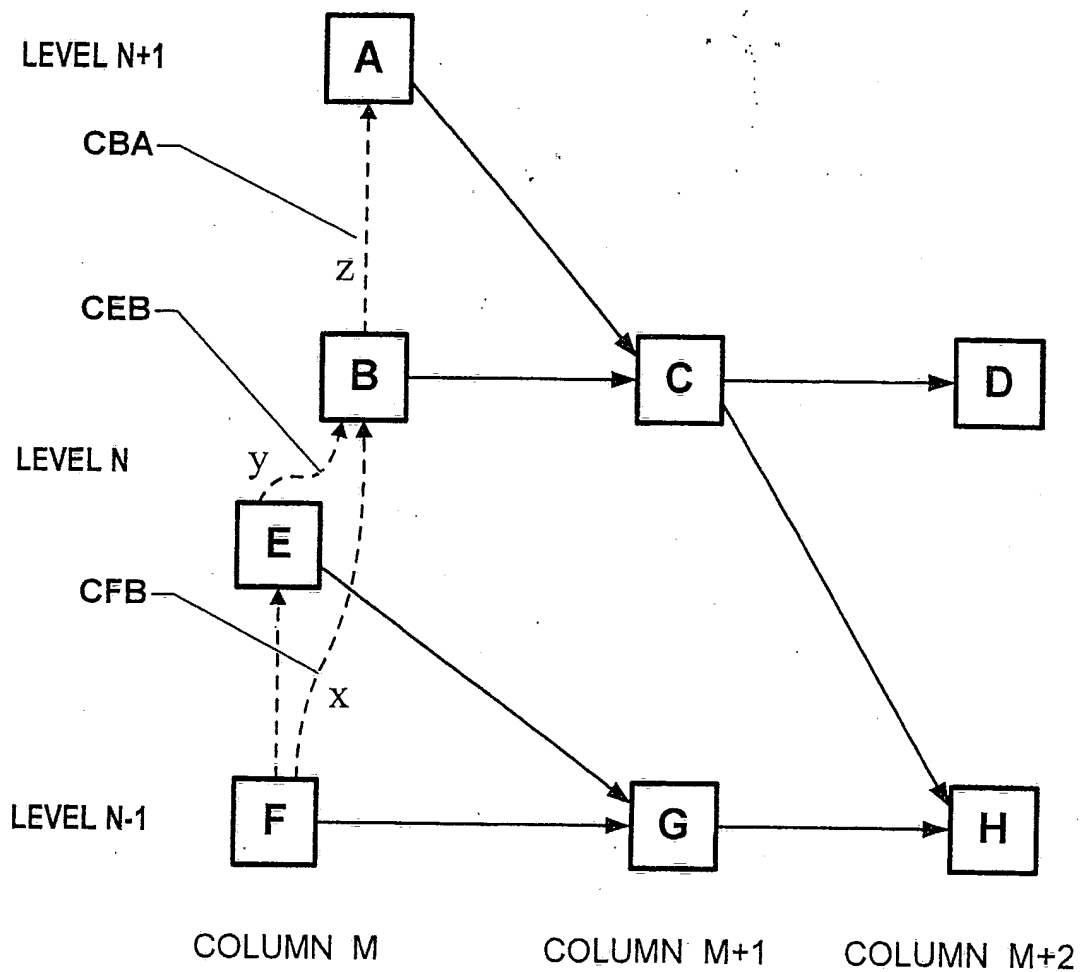 A
LEVEL N+1
CBA
z
CEB
B
C
D
LEVEL N
y
E
CFB
x
F
G
H
LEVEL N-1
COLUMN M
COLUMN M+1
COLUMN M+2